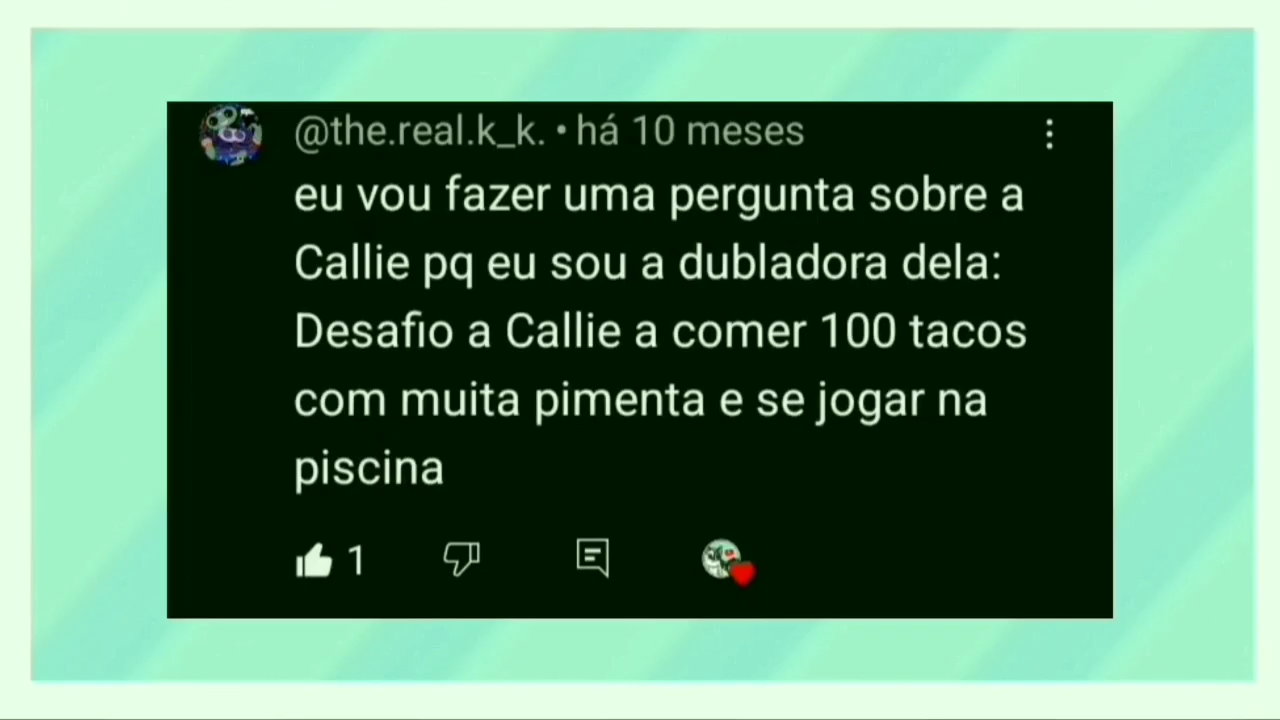 @the.real.k_k. • há 10 meses
eu vou fazer uma pergunta sobre a
Callie pq eu sou a dubladora dela:
Desafio a Callie a comer 100 tacos
com muita pimenta e se jogar na
piscina
1